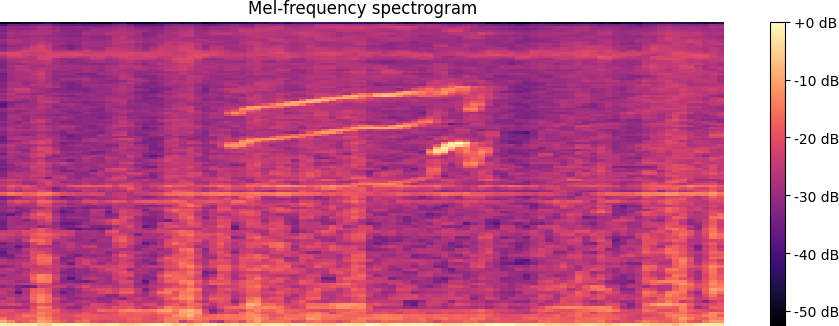 Mel-frequency spectrogram
+0 dB
-10 dB
-20 dB
-30 dB
-40 dB
-50 dB